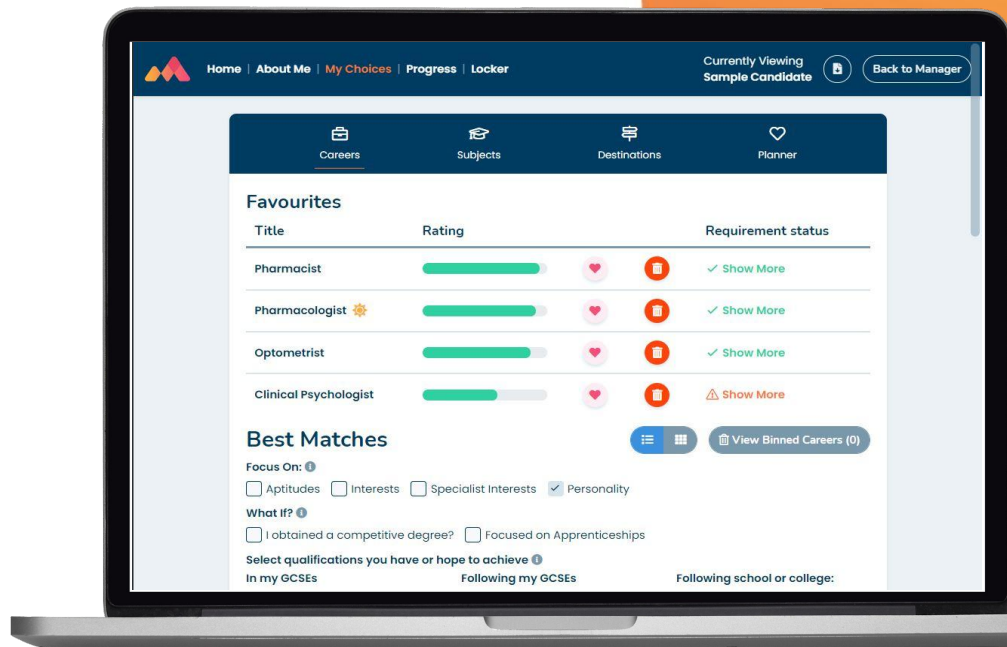 Home | About Me | My Choices | Progress | Locker
Currently Viewing
Sample Candidate
Back to Manager
Careers
Subjects
Destinations
Planner
Favourites
Title Rating Requirement status
Pharmacist Show More
Pharmacologist Show More
Optometrist Show More
Clinical Psychologist Show More
Best Matches
View Binned Careers (0)
Focus On:
Aptitudes Interests Specialist Interests Personality
What If?
I obtained a competitive degree? Focused on Apprenticeships
Select qualifications you have or hope to achieve
In my GCSEs Following my GCSEs Following school or college: